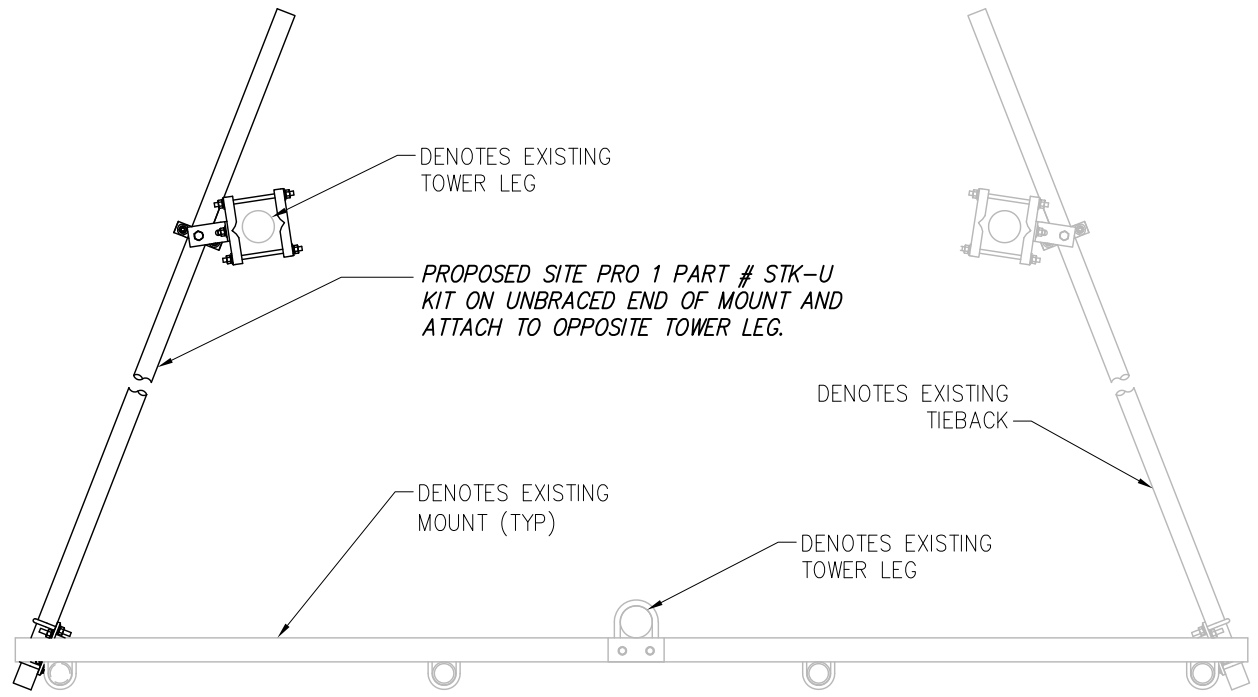 DENOTES EXISTING
TOWER LEG
PROPOSED SITE PRO 1 PART # STK-U
KIT ON UNBRACED END OF MOUNT AND
ATTACH TO OPPOSITE TOWER LEG.
DENOTES EXISTING
TIEBACK
DENOTES EXISTING
MOUNT (TYP)
DENOTES EXISTING
TOWER LEG